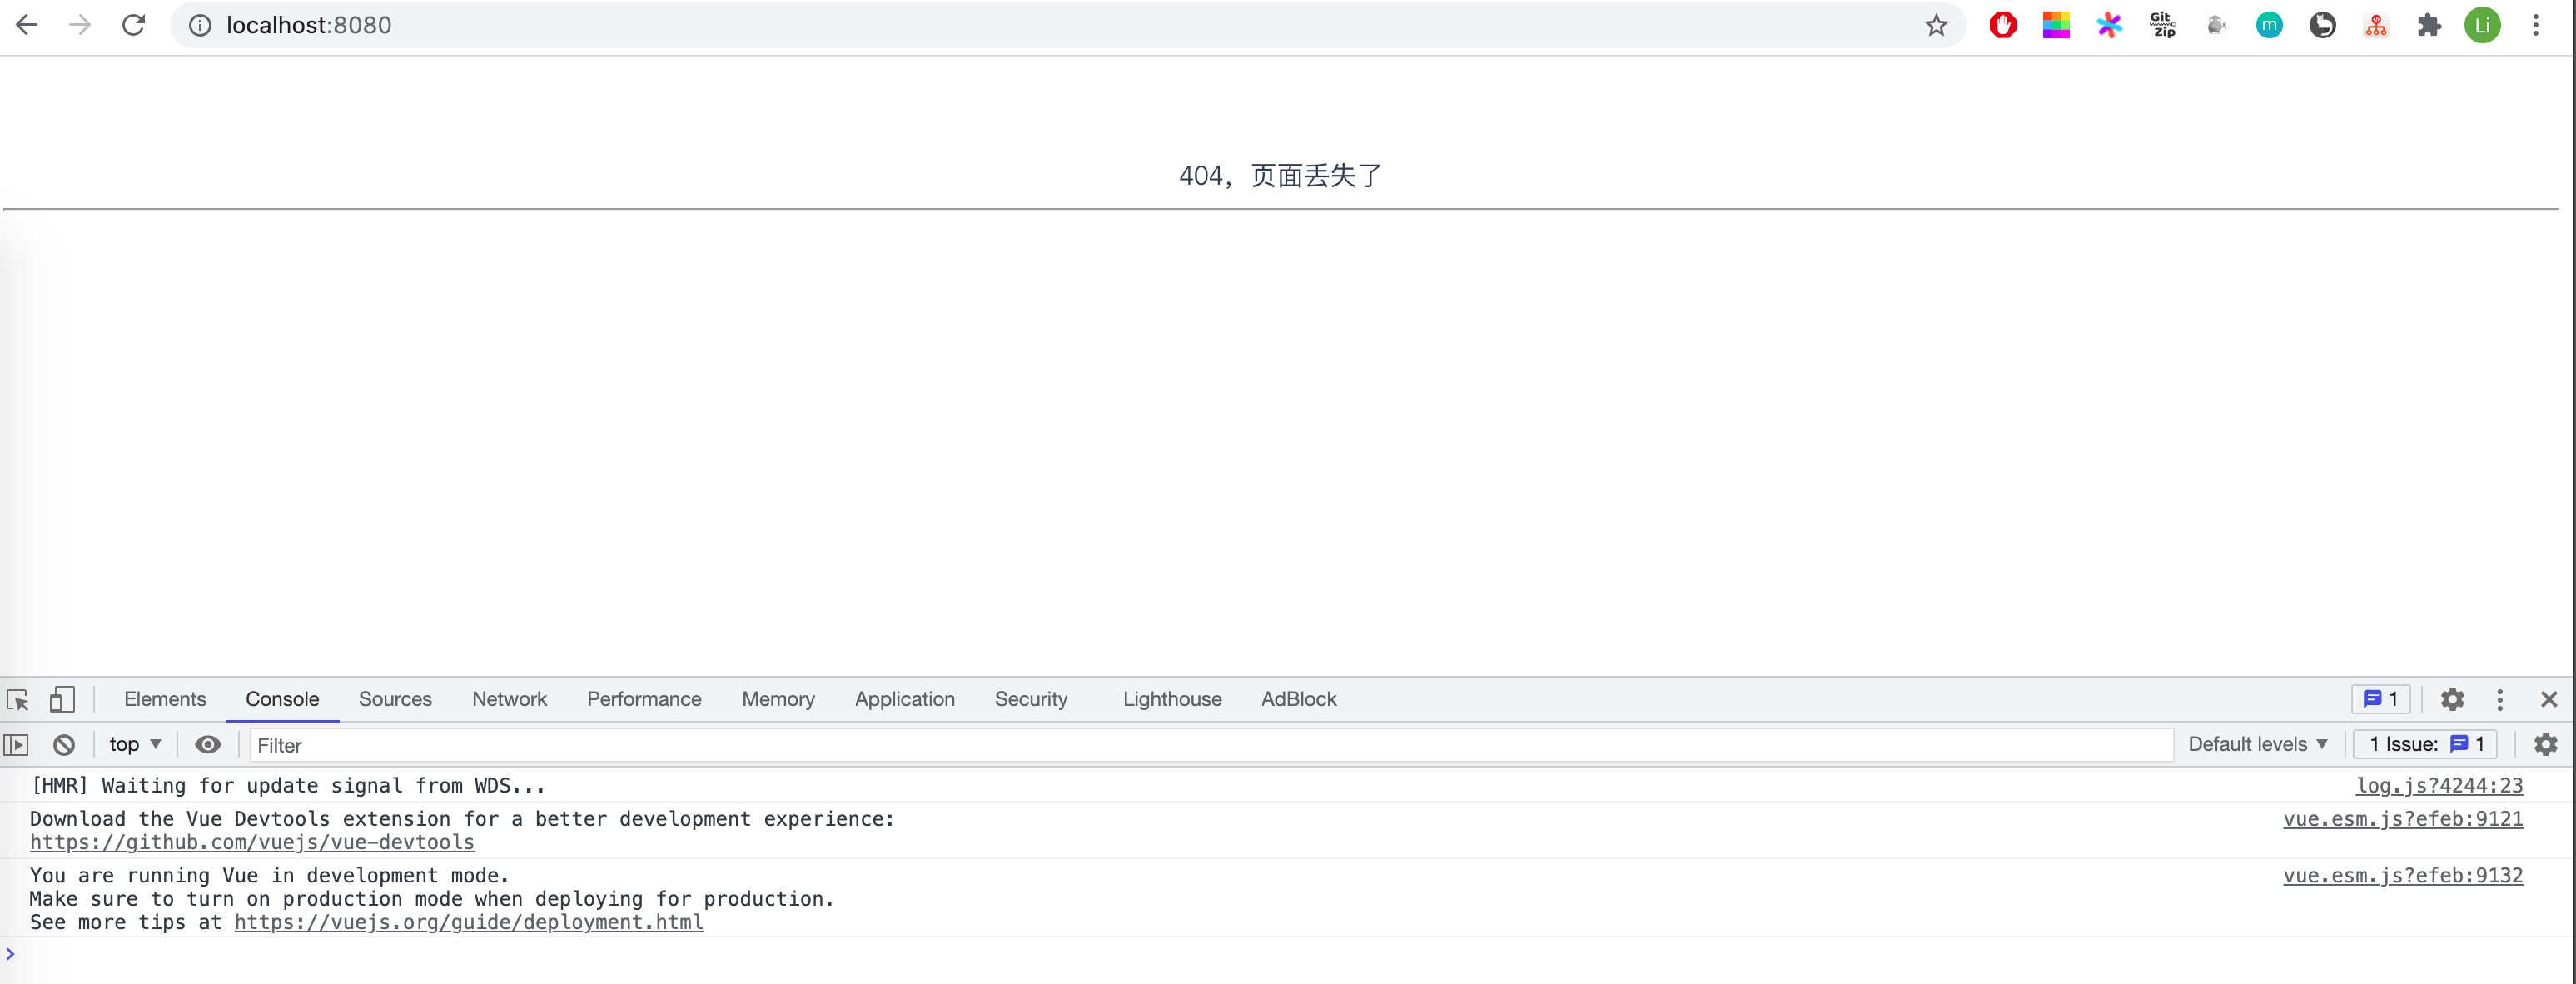 localhost:8080
Git
Zip
m
Li
404，页面丢失了
Elements Console Sources Network Performance Memory Application Security Lighthouse AdBlock 1
top Filter Default levels 1 Issue: 1
[HMR] Waiting for update signal from WDS... log.js?4244:23
Download the Vue Devtools extension for a better development experience: vue.esm.js?efeb:9121
https://github.com/vuejs/vue-devtools
You are running Vue in development mode. vue.esm.js?efeb:9132
Make sure to turn on production mode when deploying for production.
See more tips at https://vuejs.org/guide/deployment.html